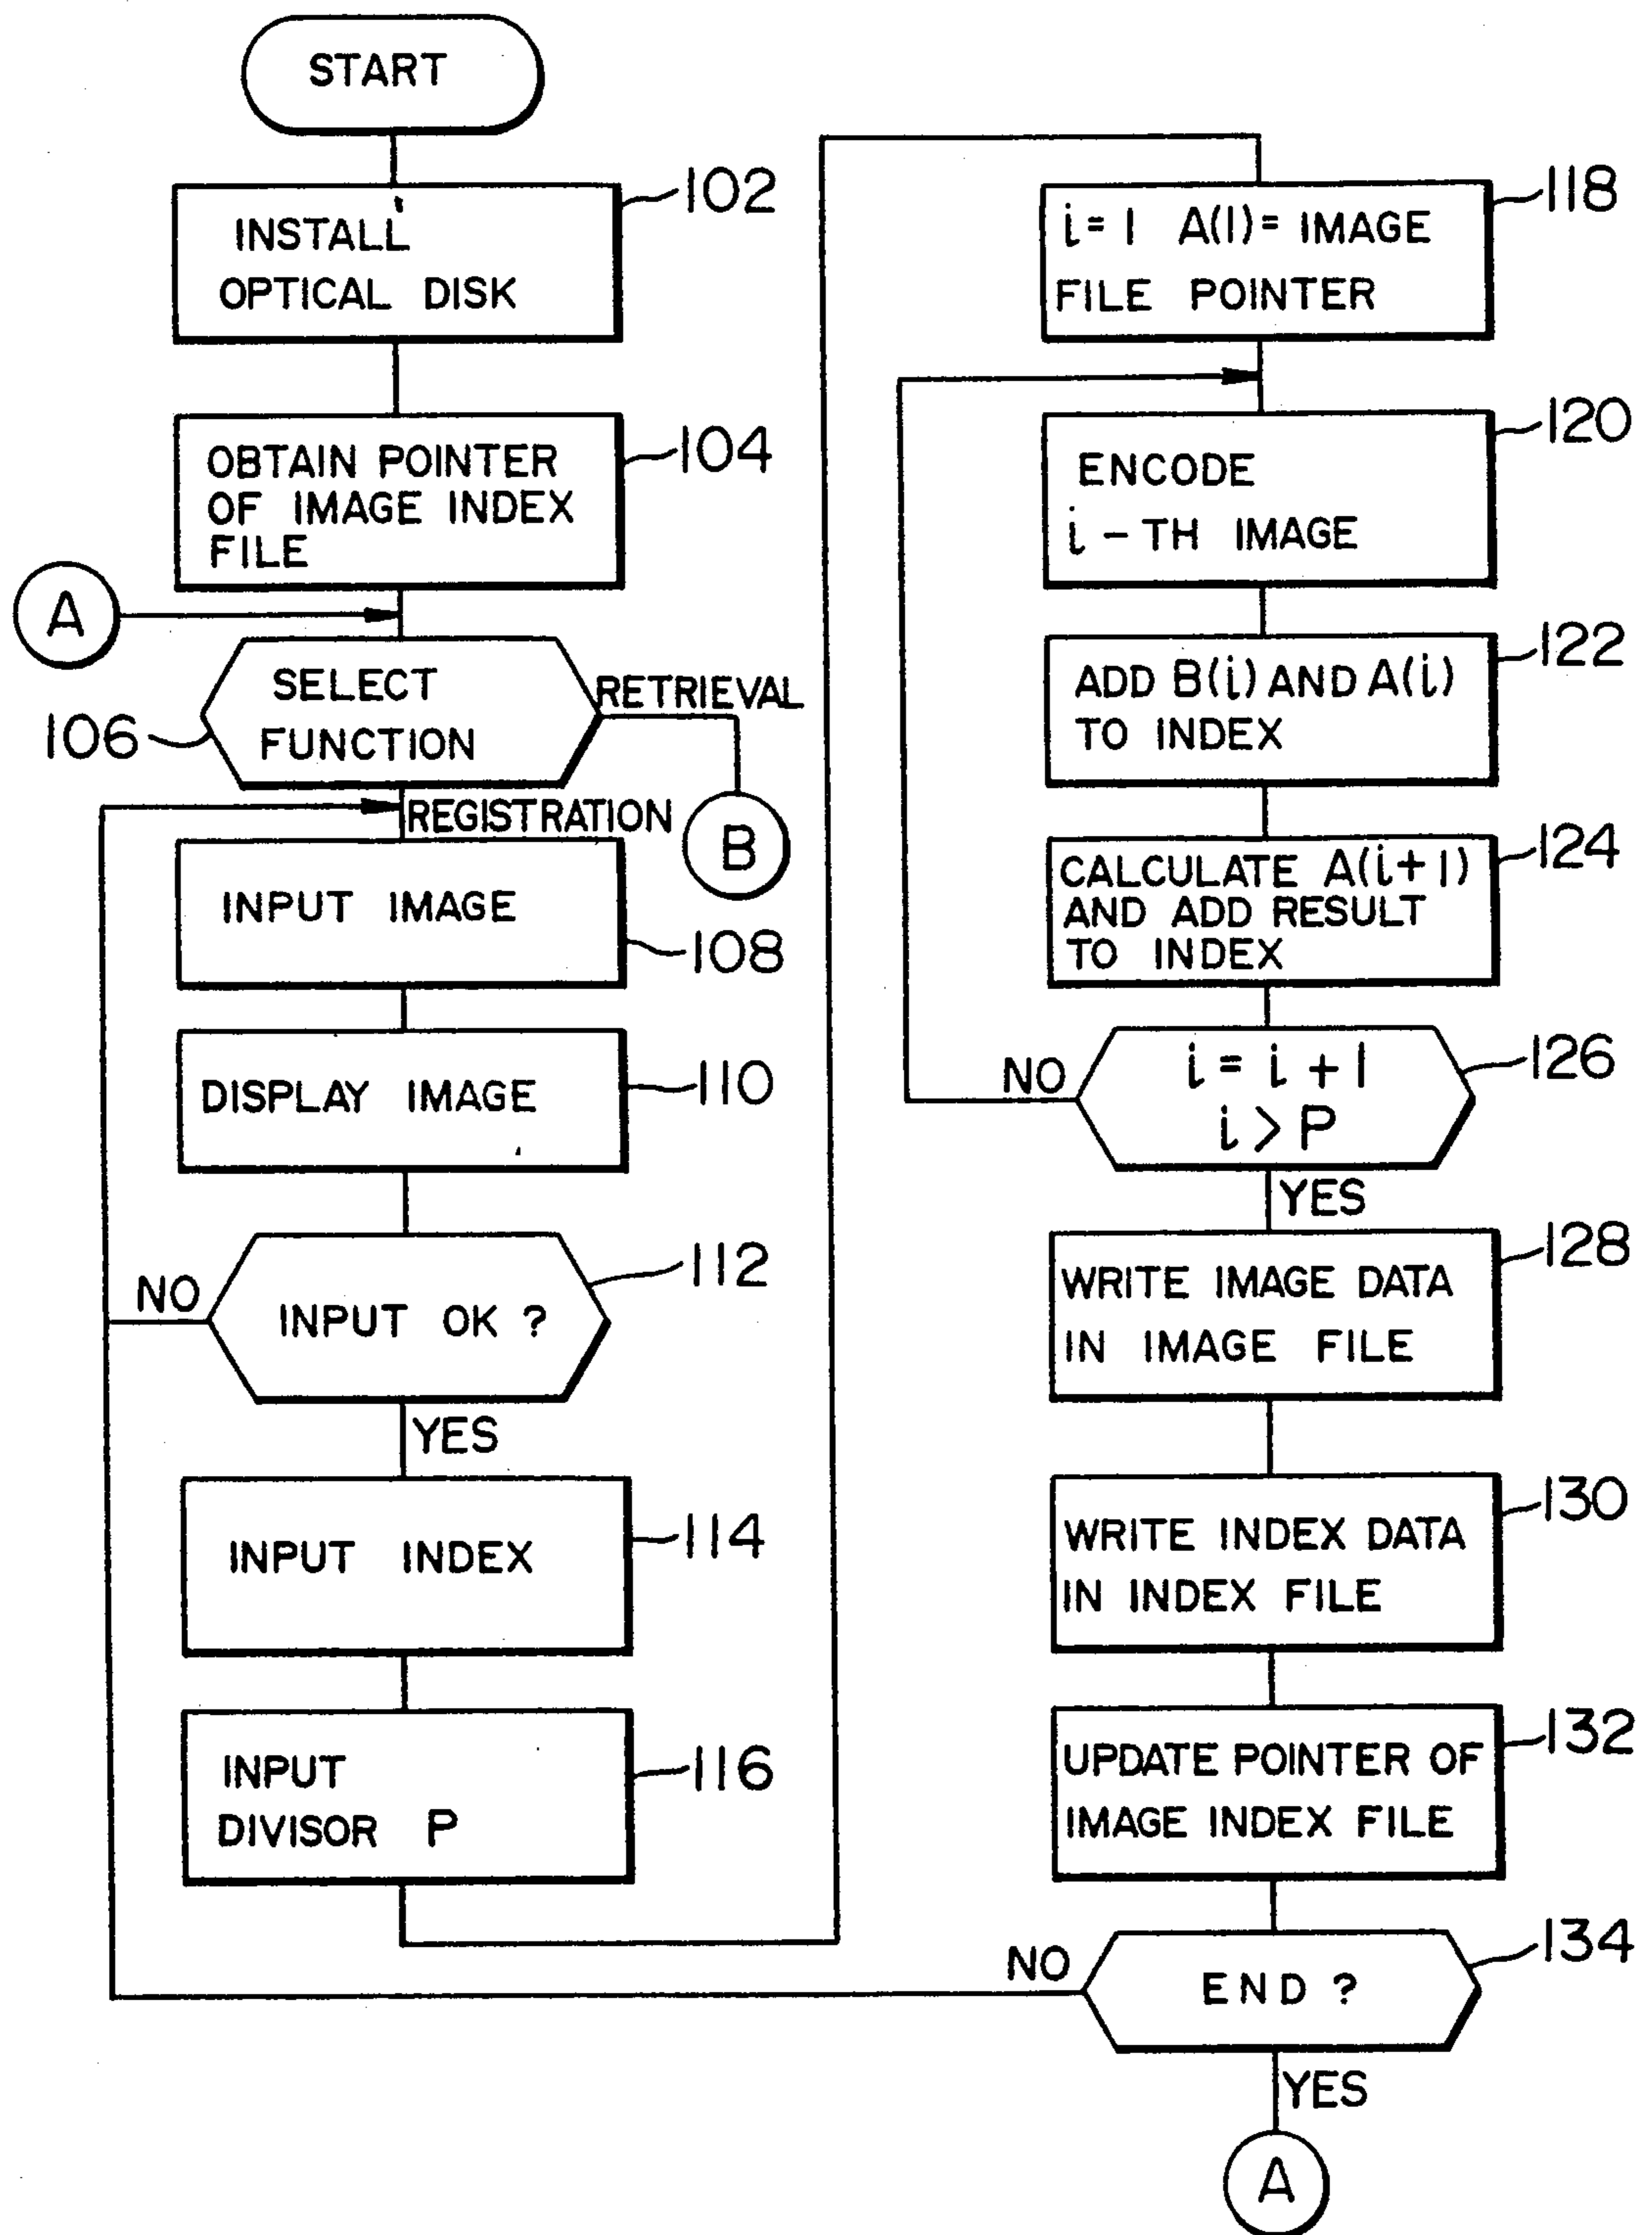 START
102
INSTALL
OPTICAL DISK
104
OBTAIN POINTER
OF IMAGE INDEX
FILE
A
SELECT
FUNCTION
106
RETRIEVAL
B
REGISTRATION
INPUT IMAGE
108
DISPLAY IMAGE
110
112
INPUT OK ?
NO
YES
INPUT INDEX
114
INPUT
DIVISOR P
116
118
i = 1 A(1) = IMAGE
FILE POINTER
120
ENCODE
i - TH IMAGE
122
ADD B(i) AND A(i)
TO INDEX
124
CALCULATE A(i+1)
AND ADD RESULT
TO INDEX
126
i = i + 1
i > P
NO
YES
128
WRITE IMAGE DATA
IN IMAGE FILE
130
WRITE INDEX DATA
IN INDEX FILE
132
UPDATE POINTER OF
IMAGE INDEX FILE
134
END ?
NO
YES
A